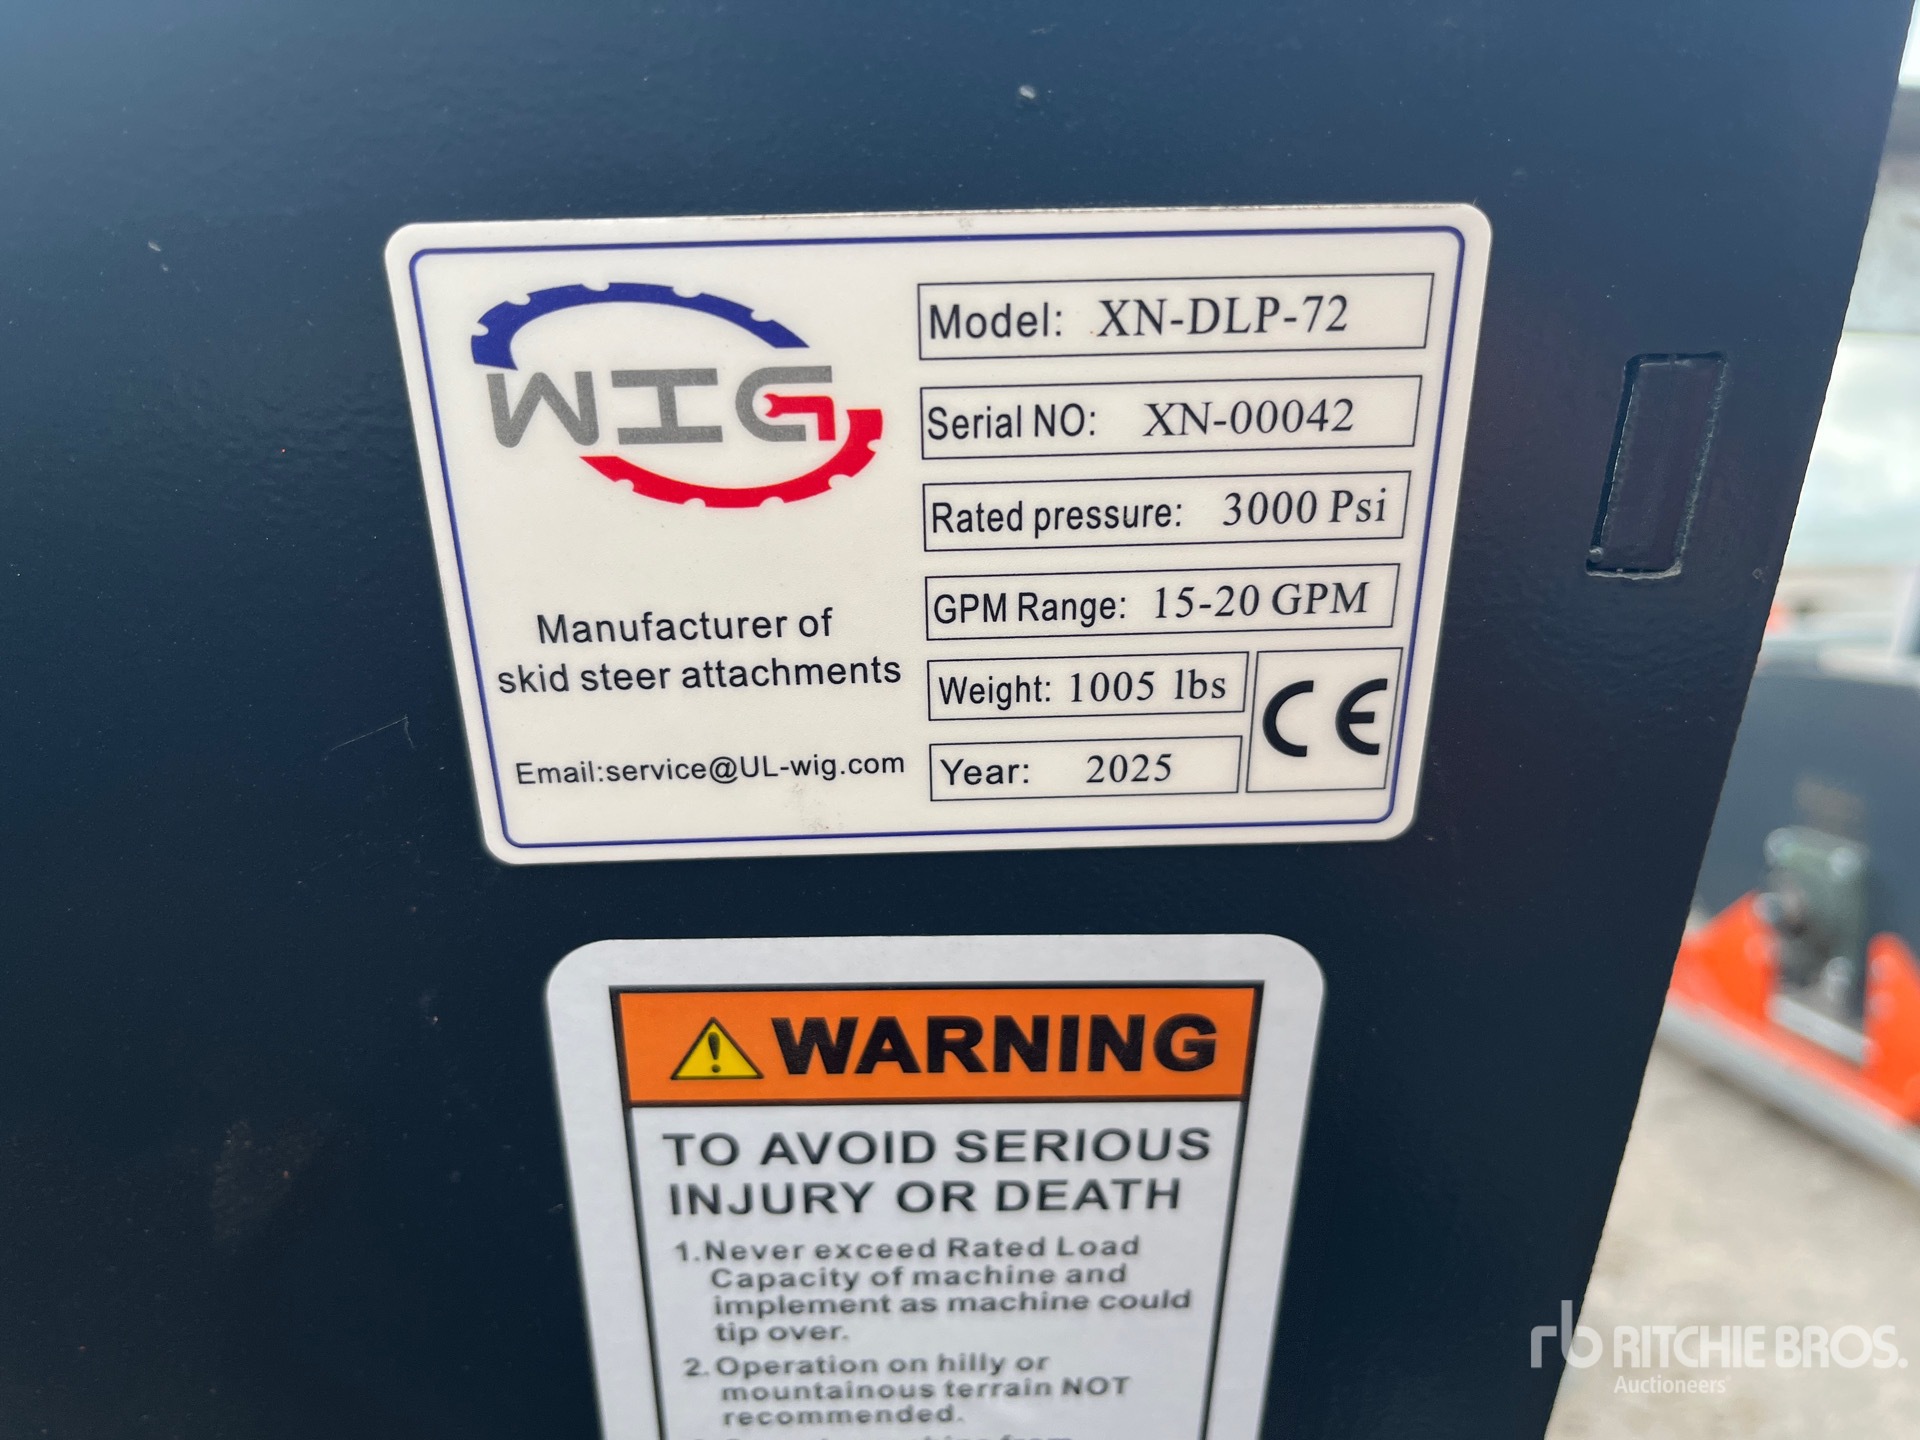 WIG
Manufacturer of
skid steer attachments
Email:service@UL-wig.com
Model: XN-DLP-72
Serial NO: XN-00042
Rated pressure: 3000 Psi
GPM Range: 15-20 GPM
Weight: 1005 lbs
Year: 2025
CE
WARNING
TO AVOID SERIOUS
INJURY OR DEATH
1.Never exceed Rated Load
Capacity of machine and
implement as machine could
tip over.
2.Operation on hilly or
mountainous terrain NOT
recommended.
rb RITCHIE BROS.
Auctioneers